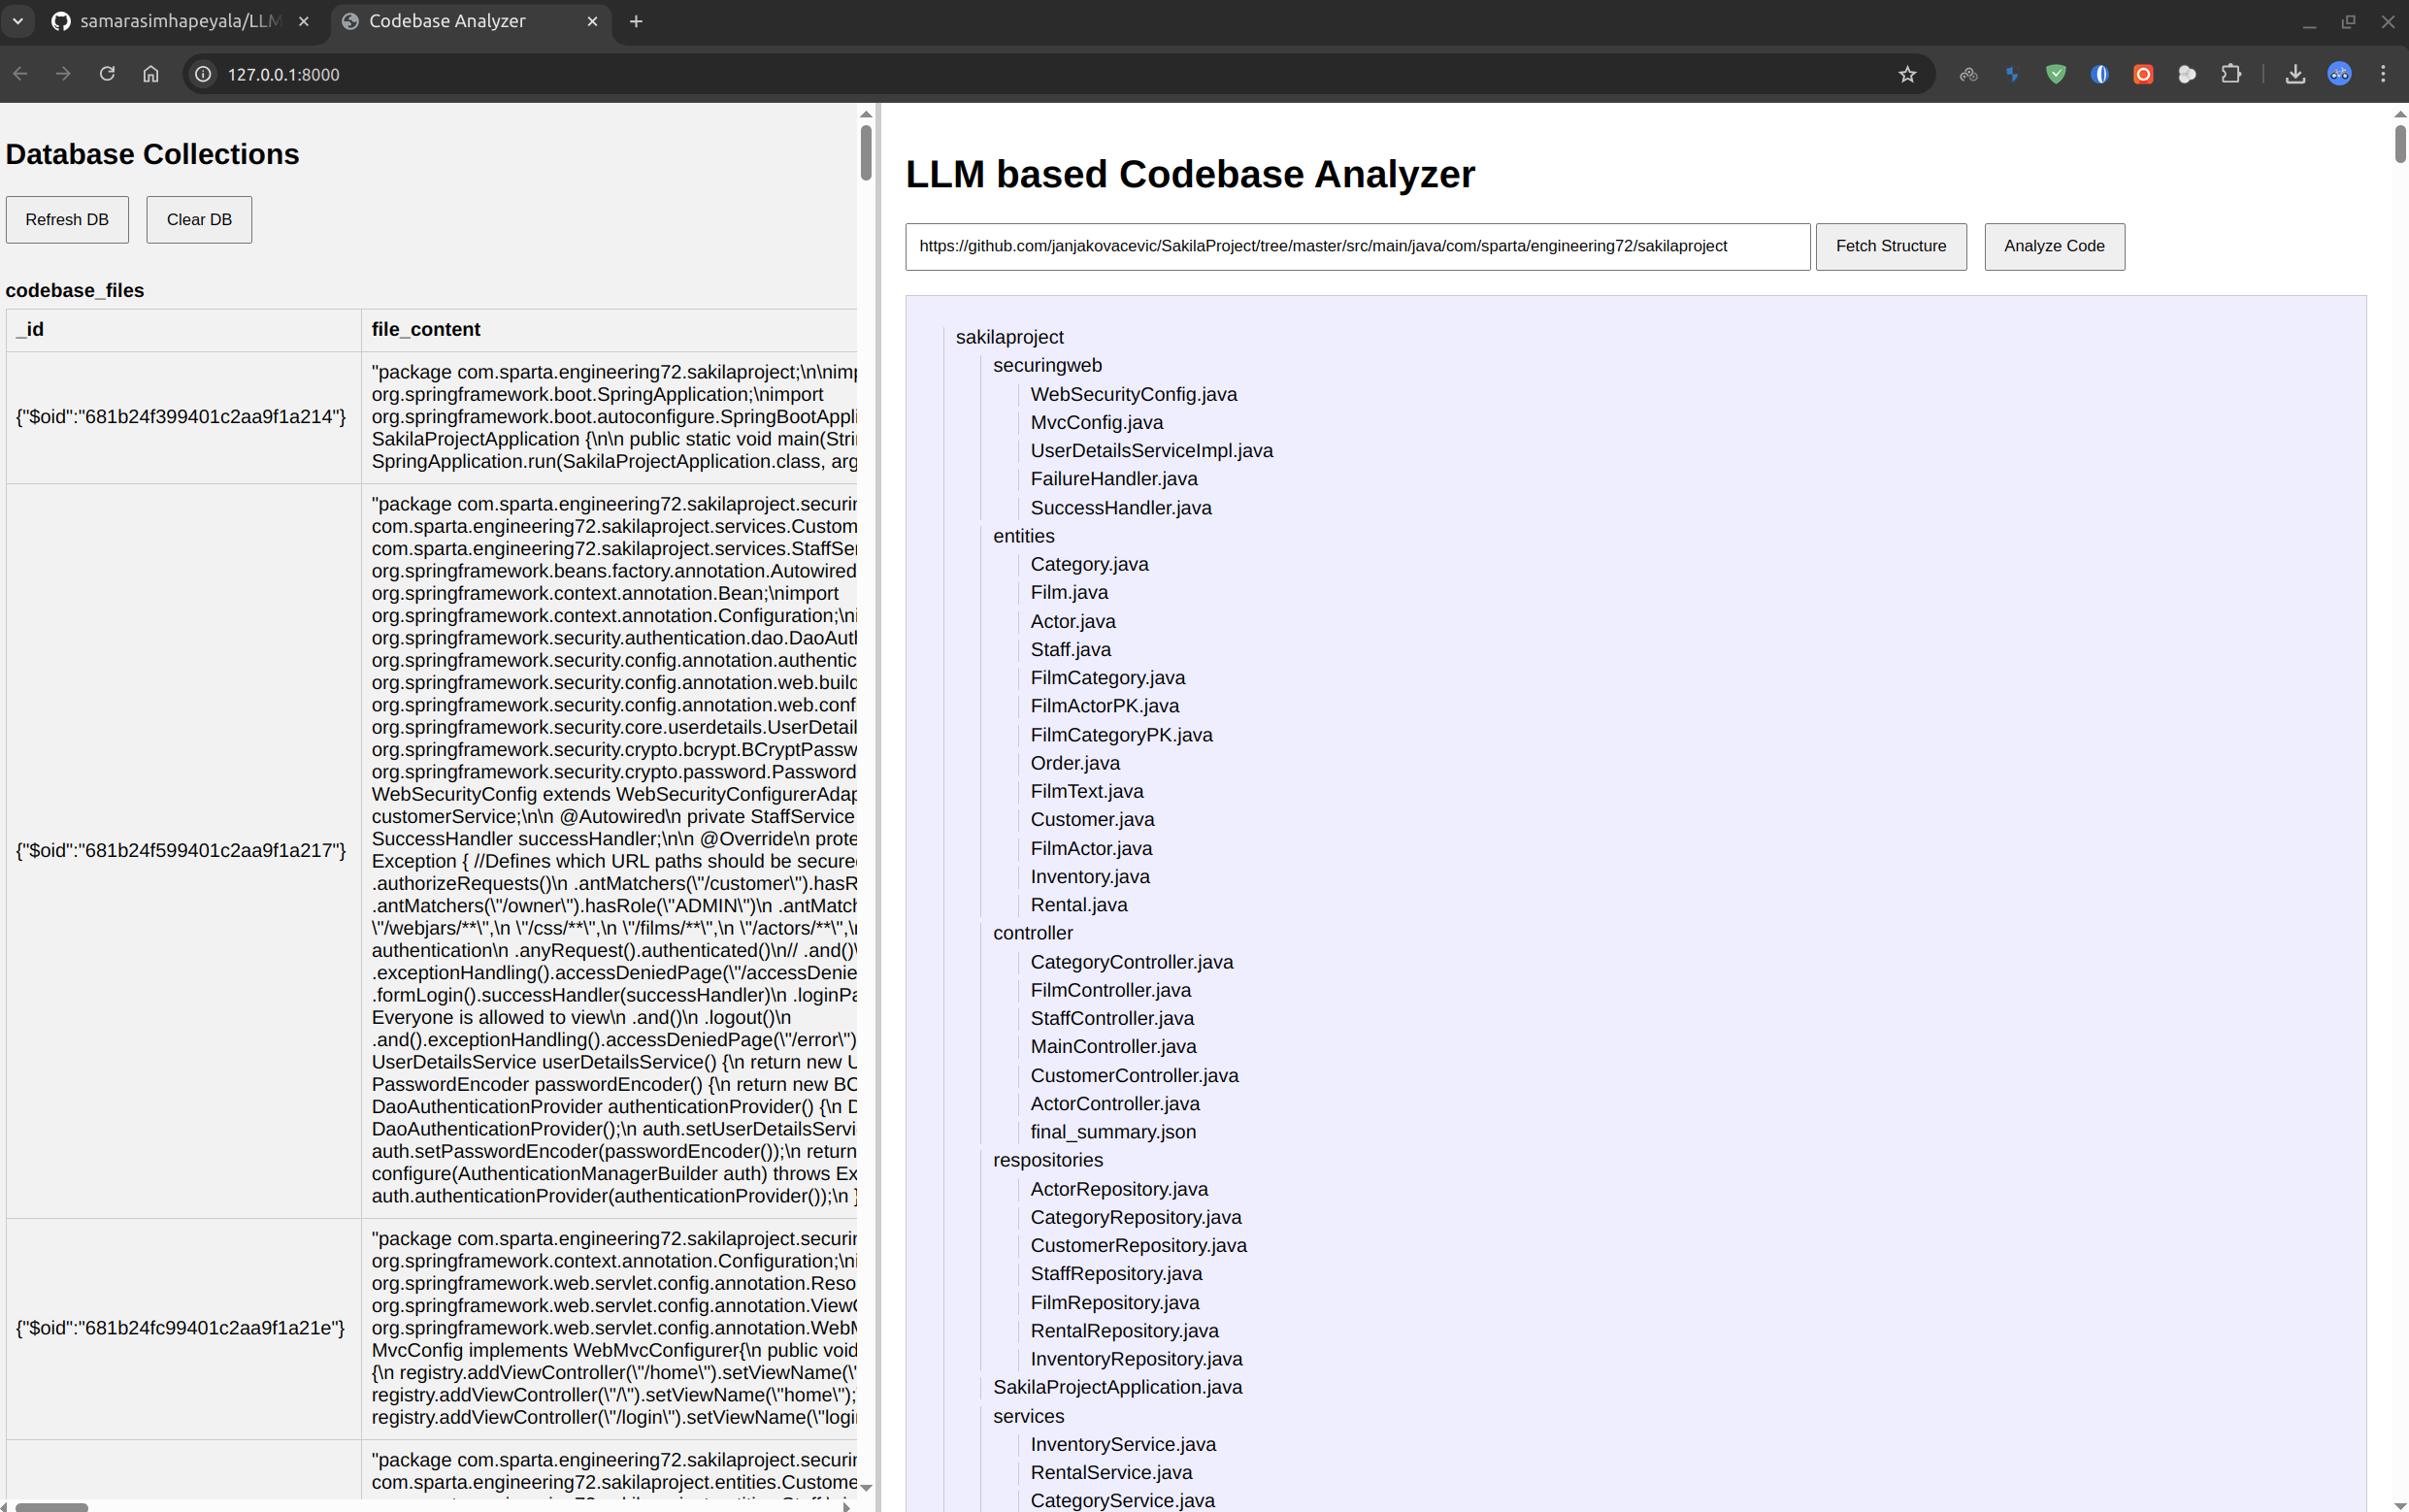 samarasimhapeyala/LLM
Codebase Analyzer
127.0.0.1:8000
Database Collections
Refresh DB
Clear DB
codebase_files
_id
file_content
{"$oid":"681b24f399401c2aa9f1a214"}
"package com.sparta.engineering72.sakilaproject;\n\nimp
org.springframework.boot.SpringApplication;\nimport
org.springframework.boot.autoconfigure.SpringBootAppli
SakilaProjectApplication {\n\n public static void main(Stri
SpringApplication.run(SakilaProjectApplication.class, arg
{"$oid":"681b24f599401c2aa9f1a217"}
"package com.sparta.engineering72.sakilaproject.securin
com.sparta.engineering72.sakilaproject.services.Custom
com.sparta.engineering72.sakilaproject.services.StaffSer
org.springframework.beans.factory.annotation.Autowired
org.springframework.context.annotation.Bean;\nimport
org.springframework.context.annotation.Configuration;\ni
org.springframework.security.authentication.dao.DaoAuth
org.springframework.security.config.annotation.authentic
org.springframework.security.config.annotation.web.build
org.springframework.security.config.annotation.web.conf
org.springframework.security.core.userdetails.UserDetail
org.springframework.security.crypto.bcrypt.BCryptPassw
org.springframework.security.crypto.password.Password
WebSecurityConfig extends WebSecurityConfigurerAdap
customerService;\n\n @Autowired\n private StaffService
SuccessHandler successHandler;\n\n @Override\n prote
Exception { //Defines which URL paths should be secure
.authorizeRequests()\n .antMatchers(\"/customer\").hasR
.antMatchers(\"/owner\").hasRole(\"ADMIN\")\n .antMatch
\"/webjars/**\",\n \"/css/**\",\n \"/films/**\",\n \"/actors/**\",\n
authentication\n .anyRequest().authenticated()\n// .and()\
.exceptionHandling().accessDeniedPage(\"/accessDenie
.formLogin().successHandler(successHandler)\n .loginPa
Everyone is allowed to view\n .and()\n .logout()\n
.and().exceptionHandling().accessDeniedPage(\"/error\")
UserDetailsService userDetailsService() {\n return new U
PasswordEncoder passwordEncoder() {\n return new BC
DaoAuthenticationProvider authenticationProvider() {\n D
DaoAuthenticationProvider();\n auth.setUserDetailsServi
auth.setPasswordEncoder(passwordEncoder());\n return
configure(AuthenticationManagerBuilder auth) throws Ex
auth.authenticationProvider(authenticationProvider());\n }
{"$oid":"681b24fc99401c2aa9f1a21e"}
"package com.sparta.engineering72.sakilaproject.securin
org.springframework.context.annotation.Configuration;\ni
org.springframework.web.servlet.config.annotation.Reso
org.springframework.web.servlet.config.annotation.ViewC
org.springframework.web.servlet.config.annotation.WebM
MvcConfig implements WebMvcConfigurer{\n public void
{\n registry.addViewController(\"/home\").setViewName(\"
registry.addViewController(\"/\").setViewName(\"home\");
registry.addViewController(\"/login\").setViewName(\"logi
"package com.sparta.engineering72.sakilaproject.securin
com.sparta.engineering72.sakilaproject.entities.Custome
LLM based Codebase Analyzer
https://github.com/janjakovacevic/SakilaProject/tree/master/src/main/java/com/sparta/engineering72/sakilaproject
Fetch Structure
Analyze Code
sakilaproject
securingweb
WebSecurityConfig.java
MvcConfig.java
UserDetailsServiceImpl.java
FailureHandler.java
SuccessHandler.java
entities
Category.java
Film.java
Actor.java
Staff.java
FilmCategory.java
FilmActorPK.java
FilmCategoryPK.java
Order.java
FilmText.java
Customer.java
FilmActor.java
Inventory.java
Rental.java
controller
CategoryController.java
FilmController.java
StaffController.java
MainController.java
CustomerController.java
ActorController.java
final_summary.json
respositories
ActorRepository.java
CategoryRepository.java
CustomerRepository.java
StaffRepository.java
FilmRepository.java
RentalRepository.java
InventoryRepository.java
SakilaProjectApplication.java
services
InventoryService.java
RentalService.java
CategoryService.java